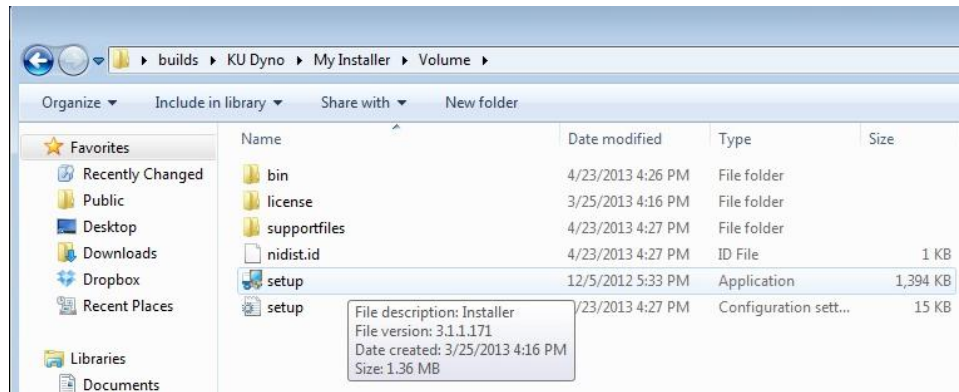 builds ▸ KU Dyno ▸ My Installer ▸ Volume ▸
Organize Include in library Share with New folder
Favorites
Recently Changed
Public
Desktop
Downloads
Dropbox
Recent Places
Libraries
Documents
Name Date modified Type Size
bin 4/23/2013 4:26 PM File folder
license 3/25/2013 4:16 PM File folder
supportfiles 4/23/2013 4:27 PM File folder
nidist.id 4/23/2013 4:27 PM ID File 1 KB
setup 12/5/2012 5:33 PM Application 1,394 KB
setup /23/2013 4:27 PM Configuration sett... 15 KB
File description: Installer
File version: 3.1.1.171
Date created: 3/25/2013 4:16 PM
Size: 1.36 MB